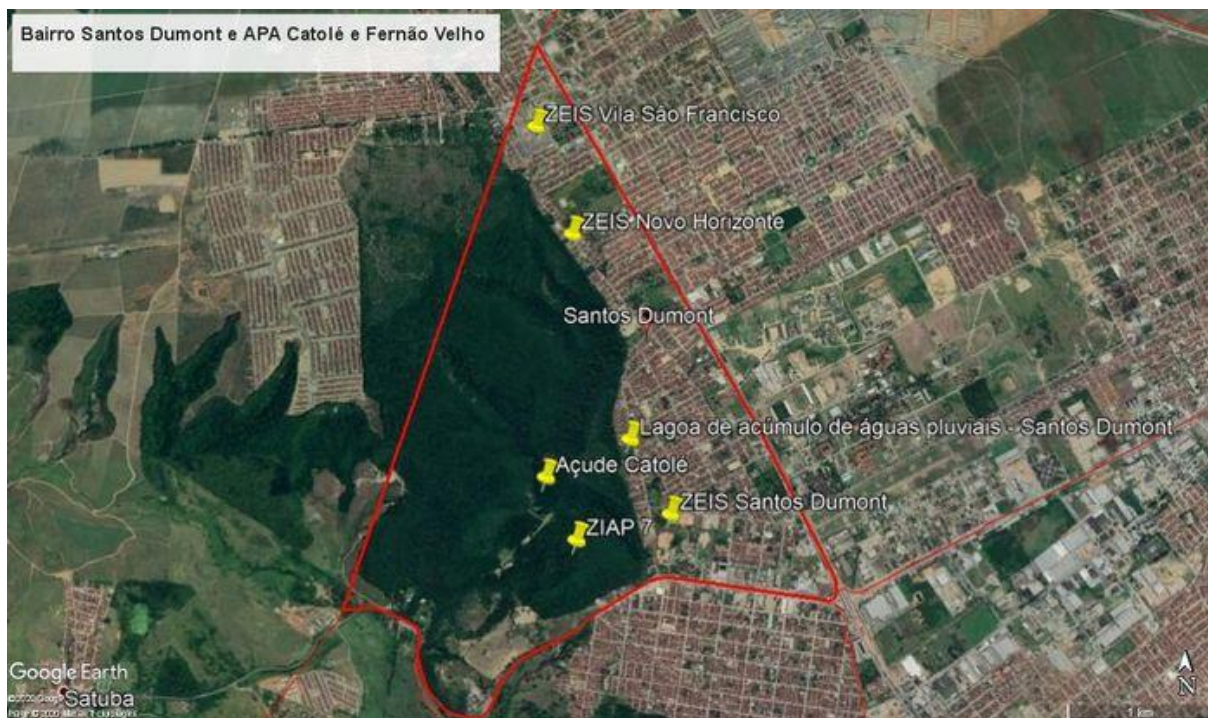 Bairro Santos Dumont e APA Catolé e Fernão Velho
ZEIS Vila São Francisco
ZEIS Novo Horizonte
Santos Dumont
Lagoa de acúmulo de águas pluviais - Santos Dumont
Açude Catolé
ZEIS Santos Dumont
ZIAP 7
Google Earth
Satuba
N
1 km